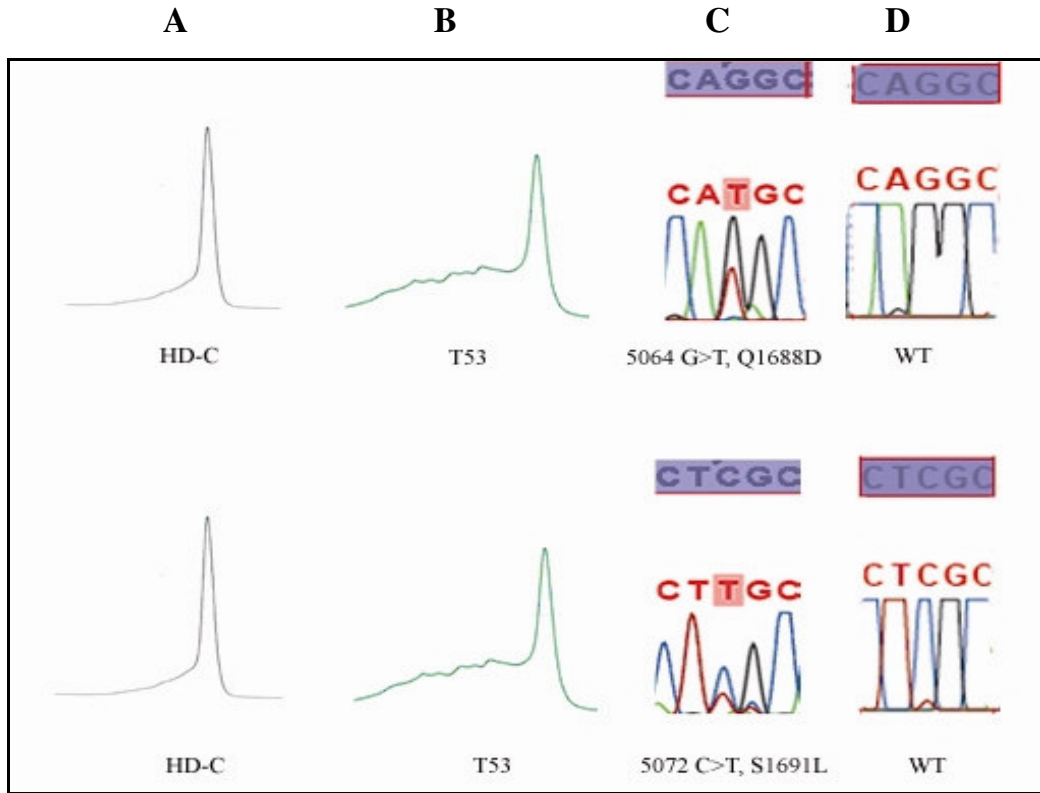 A B C D
CAGGC CAGGC
CATGC CAGGC
HD-C T53 5064 G>T, Q1688D WT
CTCGC CTCGC
CTTGC CTCGC
HD-C T53 5072 C>T, S1691L WT